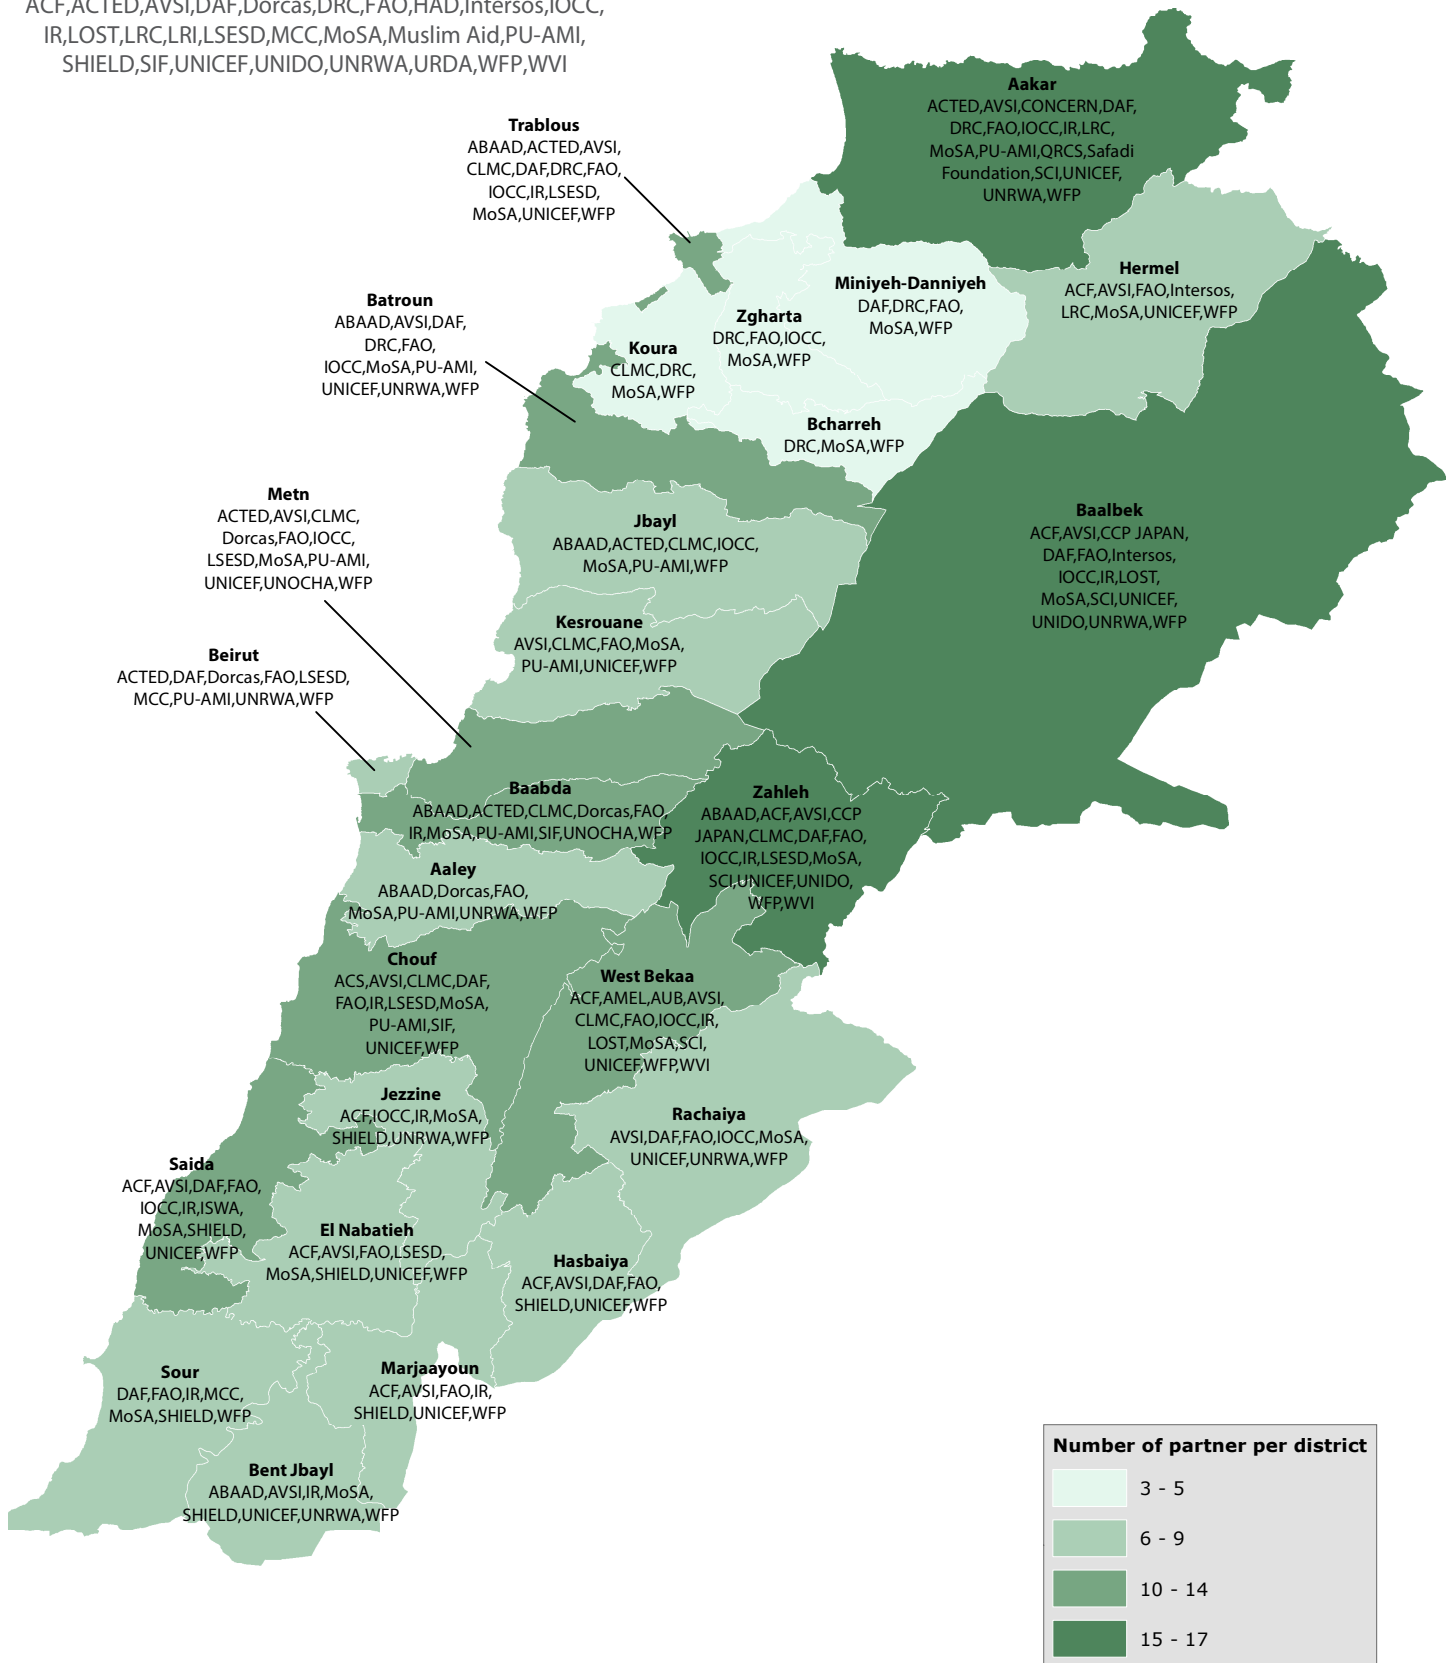 ACF,ACTED,AVSI,DAF,Dorcas,DRC,FAO,HAD,Intersos,IOCC,
IR,LOST,LRC,LRI,LSESD,MCC,MoSA,Muslim Aid,PU-AMI,
SHIELD,SIF,UNICEF,UNIDO,UNRWA,URDA,WFP,WVI
Aakar
ACTED,AVSI,CONCERN,DAF,
DRC,FAO,IOCC,IR,LRC,
MoSA,PU-AMI,QRCS,Safadi
Foundation,SCI,UNICEF,
UNRWA,WFP
Trablous
ABAAD,ACTED,AVSI,
CLMC,DAF,DRC,FAO,
IOCC,IR,LSESD,
MoSA,UNICEF,WFP
Hermel
ACF,AVSI,FAO,Intersos,
LRC,MoSA,UNICEF,WFP
Miniyeh-Danniyeh
DAF,DRC,FAO,
MoSA,WFP
Batroun
ABAAD,AVSI,DAF,
DRC,FAO,
IOCC,MoSA,PU-AMI,
UNICEF,UNRWA,WFP
Zgharta
DRC,FAO,IOCC,
MoSA,WFP
Koura
CLMC,DRC,
MoSA,WFP
Bcharreh
DRC,MoSA,WFP
Metn
ACTED,AVSI,CLMC,
Dorcas,FAO,IOCC,
LSESD,MoSA,PU-AMI,
UNICEF,UNOCHA,WFP
Jbayl
ABAAD,ACTED,CLMC,IOCC,
MoSA,PU-AMI,WFP
Baalbek
ACF,AVSI,CCP JAPAN,
DAF,FAO,Intersos,
IOCC,IR,LOST,
MoSA,SCI,UNICEF,
UNIDO,UNRWA,WFP
Kesrouane
AVSI,CLMC,FAO,MoSA,
PU-AMI,UNICEF,WFP
Beirut
ACTED,DAF,Dorcas,FAO,LSESD,
MCC,PU-AMI,UNRWA,WFP
Baabda
ABAAD,ACTED,CLMC,Dorcas,FAO,
IR,MoSA,PU-AMI,SIF,UNOCHA,WFP
Zahleh
ABAAD,ACF,AVSI,CCP
JAPAN,CLMC,DAF,FAO,
IOCC,IR,LSESD,MoSA,
SCI,UNICEF,UNIDO,
WFP,WVI
Aaley
ABAAD,Dorcas,FAO,
MoSA,PU-AMI,UNRWA,WFP
Chouf
ACS,AVSI,CLMC,DAF,
FAO,IR,LSESD,MoSA,
PU-AMI,SIF,
UNICEF,WFP
West Bekaa
ACF,AMEL,AUB,AVSI,
CLMC,FAO,IOCC,IR,
LOST,MoSA,SCI,
UNICEF,WFP,WVI
Jezzine
ACF,IOCC,IR,MoSA,
SHIELD,UNRWA,WFP
Rachaiya
AVSI,DAF,FAO,IOCC,MoSA,
UNICEF,UNRWA,WFP
Saida
ACF,AVSI,DAF,FAO,
IOCC,IR,ISWA,
MoSA,SHIELD,
UNICEF,WFP
El Nabatieh
ACF,AVSI,FAO,LSESD,
MoSA,SHIELD,UNICEF,WFP
Hasbaiya
ACF,AVSI,DAF,FAO,
SHIELD,UNICEF,WFP
Sour
DAF,FAO,IR,MCC,
MoSA,SHIELD,WFP
Marjaayoun
ACF,AVSI,FAO,IR,
SHIELD,UNICEF,WFP
Bent Jbayl
ABAAD,AVSI,IR,MoSA,
SHIELD,UNICEF,UNRWA,WFP
Number of partner per district
3 - 5
6 - 9
10 - 14
15 - 17